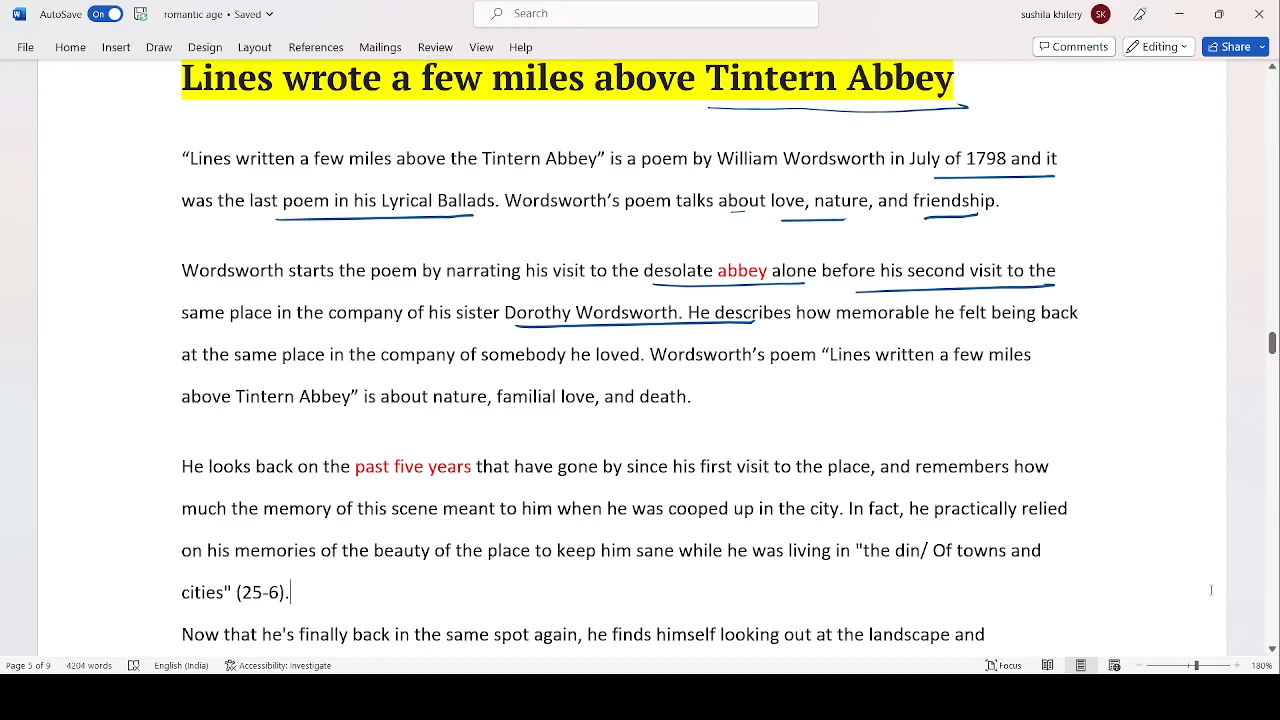 AutoSave On romantic age • Saved Search sushila khilery SK
File Home Insert Draw Design Layout References Mailings Review View Help Comments Editing Share
Lines wrote a few miles above Tintern Abbey
“Lines written a few miles above the Tintern Abbey” is a poem by William Wordsworth in July of 1798 and it
was the last poem in his Lyrical Ballads. Wordsworth’s poem talks about love, nature, and friendship.
Wordsworth starts the poem by narrating his visit to the desolate abbey alone before his second visit to the
same place in the company of his sister Dorothy Wordsworth. He describes how memorable he felt being back
at the same place in the company of somebody he loved. Wordsworth’s poem “Lines written a few miles
above Tintern Abbey” is about nature, familial love, and death.
He looks back on the past five years that have gone by since his first visit to the place, and remembers how
much the memory of this scene meant to him when he was cooped up in the city. In fact, he practically relied
on his memories of the beauty of the place to keep him sane while he was living in "the din/ Of towns and
cities" (25-6).
Now that he's finally back in the same spot again, he finds himself looking out at the landscape and
Page 5 of 9 4204 words English (India) Accessibility: Investigate Focus 180%